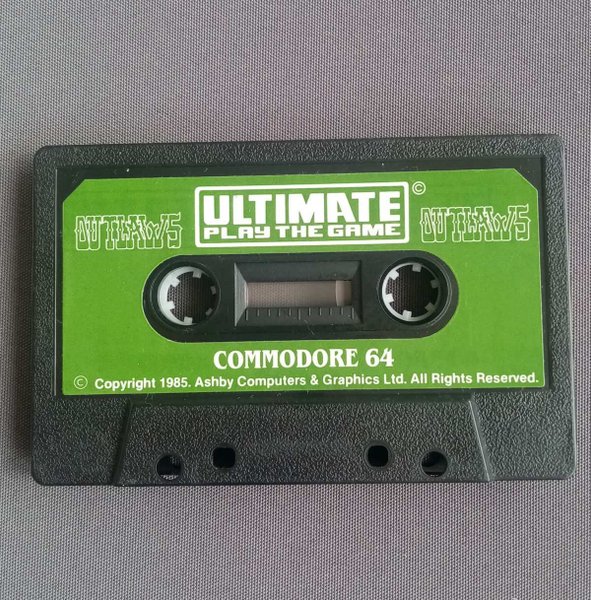 OUTLAWS
ULTIMATE ©
PLAY THE GAME
OUTLAWS
COMMODORE 64
© Copyright 1985. Ashby Computers & Graphics Ltd. All Rights Reserved.